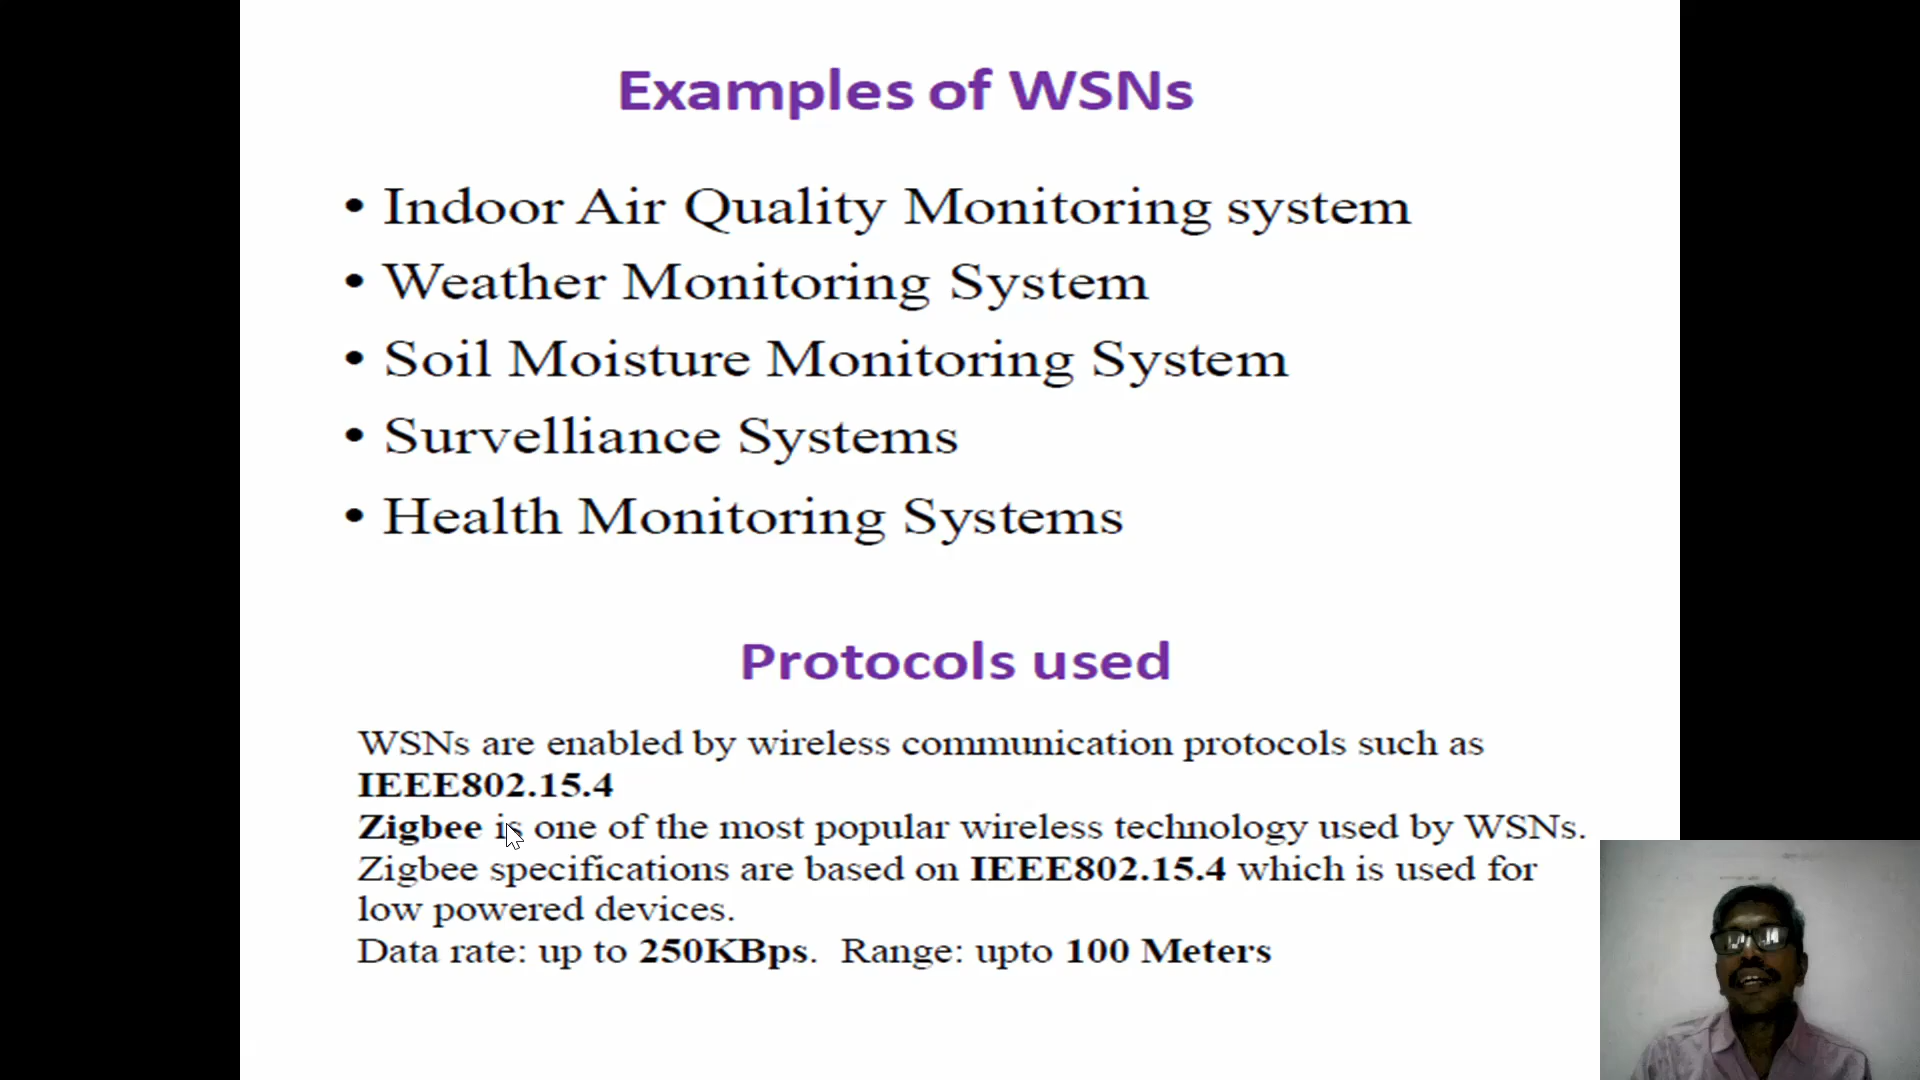 Examples of WSNs
• Indoor Air Quality Monitoring system
• Weather Monitoring System
• Soil Moisture Monitoring System
• Survelliance Systems
• Health Monitoring Systems
Protocols used
WSNs are enabled by wireless communication protocols such as
IEEE802.15.4
Zigbee is one of the most popular wireless technology used by WSNs.
Zigbee specifications are based on IEEE802.15.4 which is used for
low powered devices.
Data rate: up to 250KBps. Range: upto 100 Meters